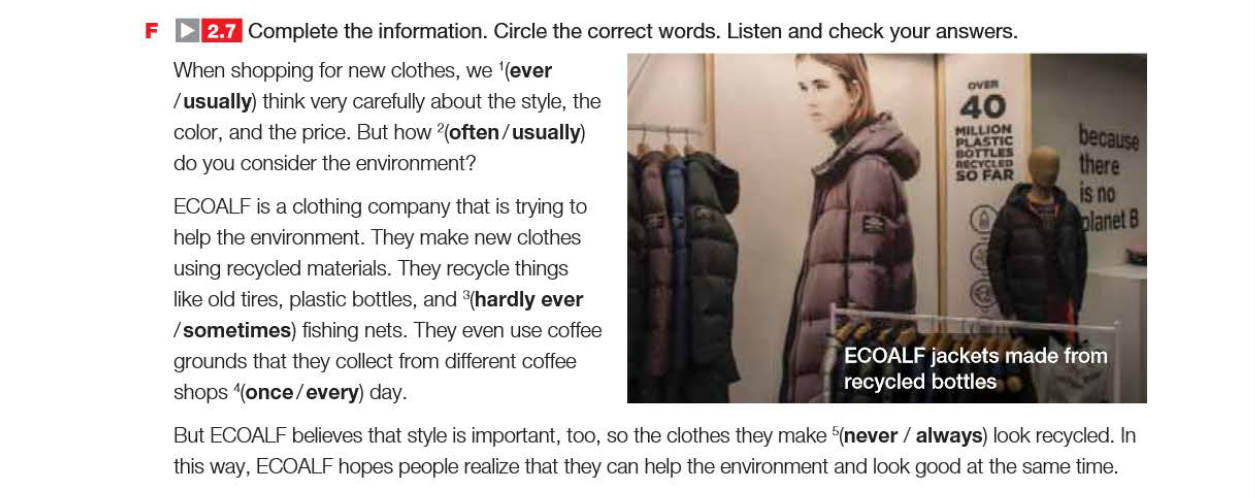 F 2.7 Complete the information. Circle the correct words. Listen and check your answers.
When shopping for new clothes, we ¹(ever
/usually) think very carefully about the style, the
color, and the price. But how ²(often/usually)
do you consider the environment?
ECOALF is a clothing company that is trying to
help the environment. They make new clothes
using recycled materials. They recycle things
like old tires, plastic bottles, and ³(hardly ever
/sometimes) fishing nets. They even use coffee
grounds that they collect from different coffee
shops ⁴(once/every) day.
OVER
40
MILLION
PLASTIC
BOTTLES
RECYCLED
SO FAR
because
there
is no
planet B
ECOALF jackets made from
recycled bottles
But ECOALF believes that style is important, too, so the clothes they make ⁵(never / always) look recycled. In
this way, ECOALF hopes people realize that they can help the environment and look good at the same time.